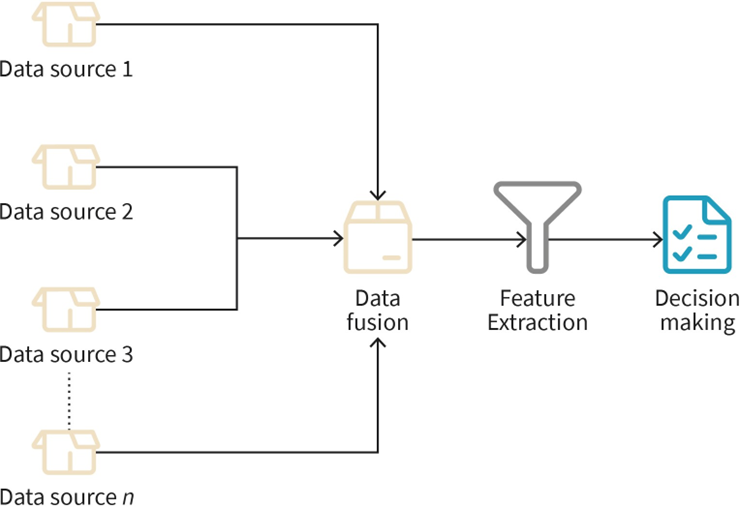 Data source 1
Data source 2
Data source 3
Data source n
Data
fusion
Feature
Extraction
Decision
making